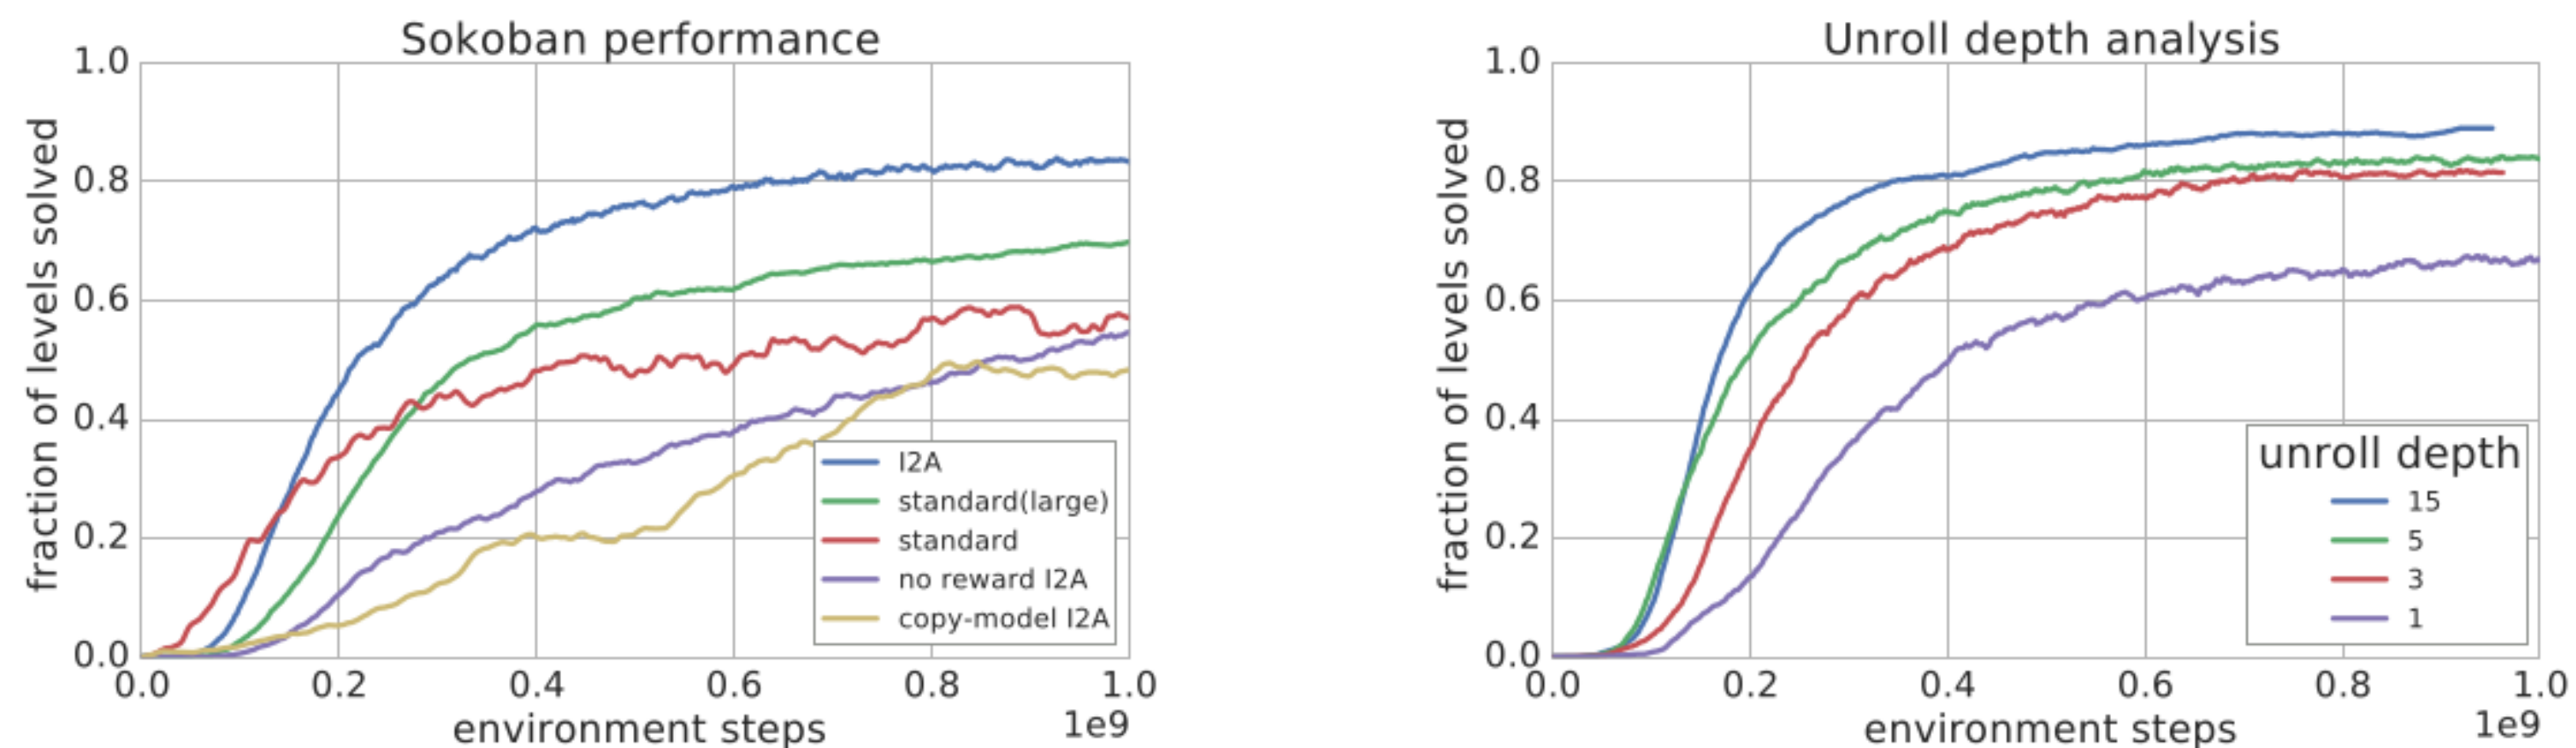 Sokoban performance
1.0
0.8
0.6
0.4
0.2
0.0
fraction of levels solved
I2A
standard(large)
standard
no reward I2A
copy-model I2A
0.0 0.2 0.4 0.6 0.8 1.0
environment steps
1e9
Unroll depth analysis
1.0
0.8
0.6
0.4
0.2
0.0
fraction of levels solved
unroll depth
15
5
3
1
0.0 0.2 0.4 0.6 0.8 1.0
environment steps
1e9